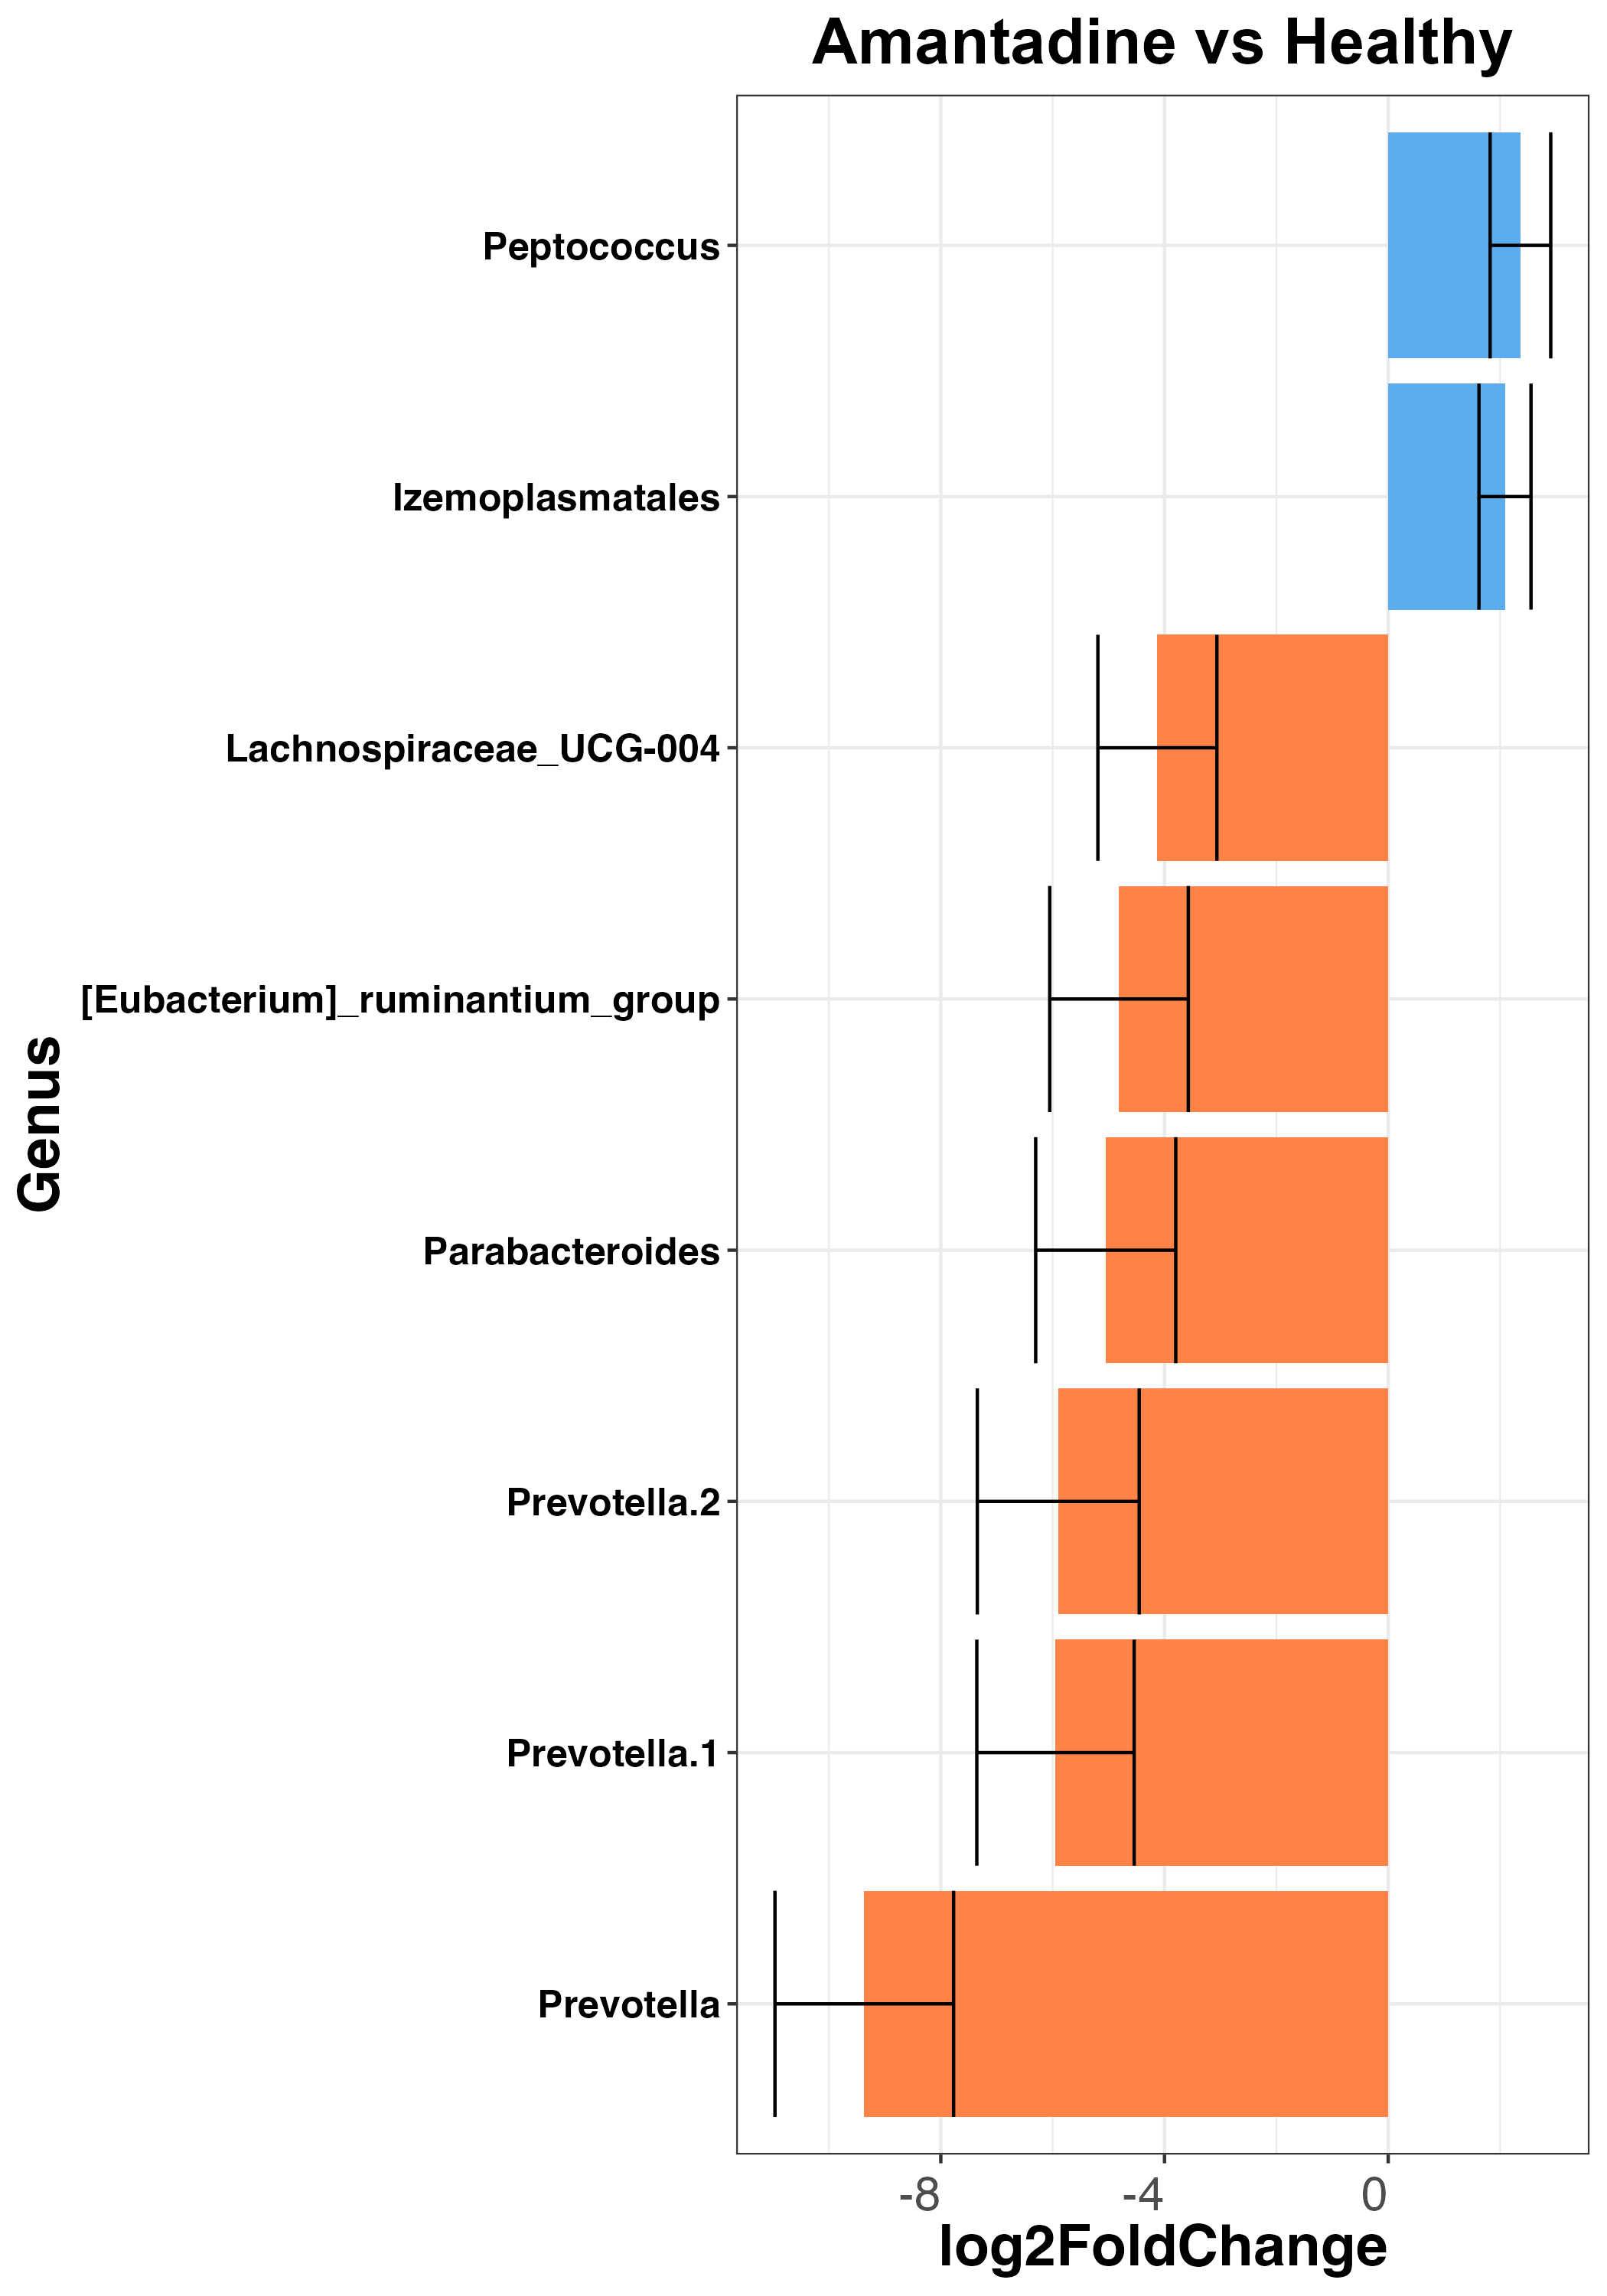 Amantadine vs Healthy
Genus
Peptococcus
Izemoplasmatales
Lachnospiraceae_UCG-004
[Eubacterium]_ruminantium_group
Parabacteroides
Prevotella.2
Prevotella.1
Prevotella
-8 -4 0
log2FoldChange